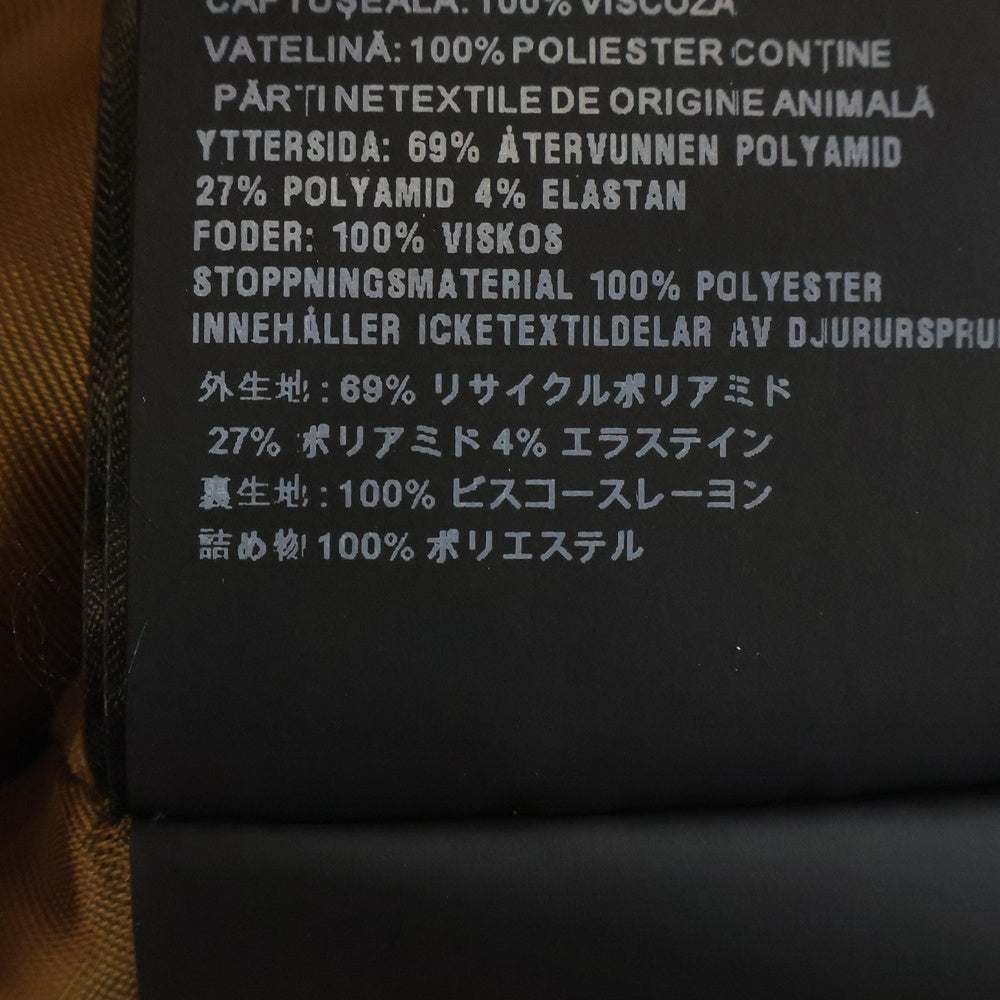 CĂPTUȘEALĂ: 100% VISCOZĂ
VATELINĂ: 100% POLIESTER CONȚINE
PĂRȚI NETEXTILE DE ORIGINE ANIMALĂ
YTTERSIDA: 69% ÅTERVUNNEN POLYAMID
27% POLYAMID 4% ELASTAN
FODER: 100% VISKOS
STOPPNINGSMATERIAL 100% POLYESTER
INNEHÅLLER ICKETEXTILDELAR AV DJURURSPRU
外生地: 69% リサイクルポリアミド
27% ポリアミド 4% エラステイン
裏生地: 100% ビスコースレーヨン
詰め物 100% ポリエステル